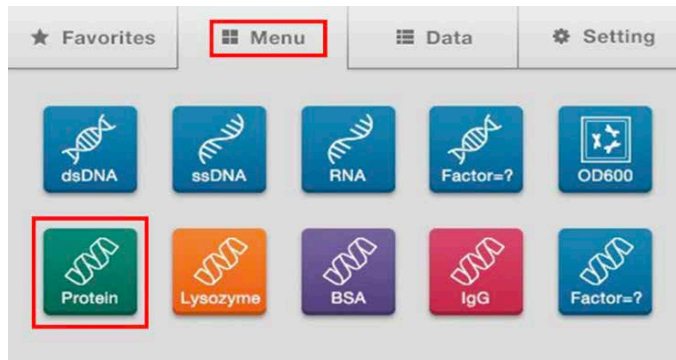 Favorites Menu Data Setting
dsDNA ssDNA RNA Factor=? OD600
Protein Lysozyme BSA IgG Factor=?